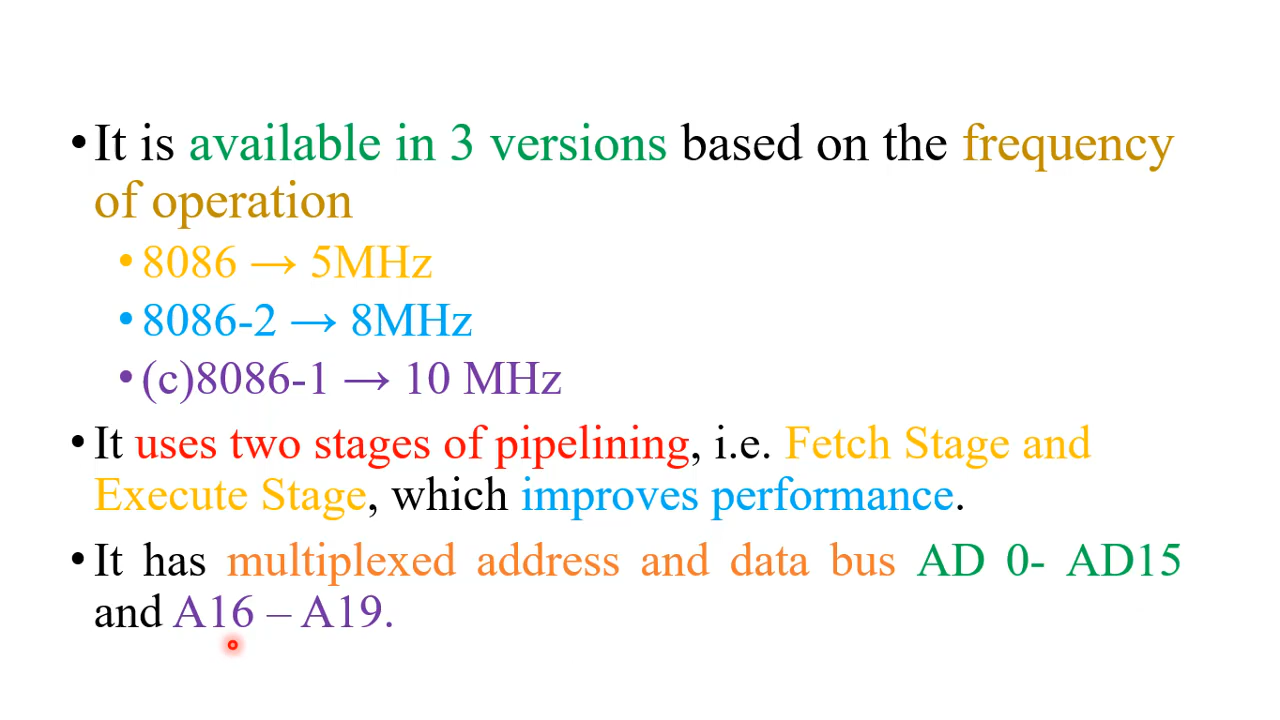 •It is available in 3 versions based on the frequency
of operation
•8086 → 5MHz
•8086-2 → 8MHz
•(c)8086-1 → 10 MHz
•It uses two stages of pipelining, i.e. Fetch Stage and
Execute Stage, which improves performance.
•It has multiplexed address and data bus AD 0- AD15
and A16 – A19.